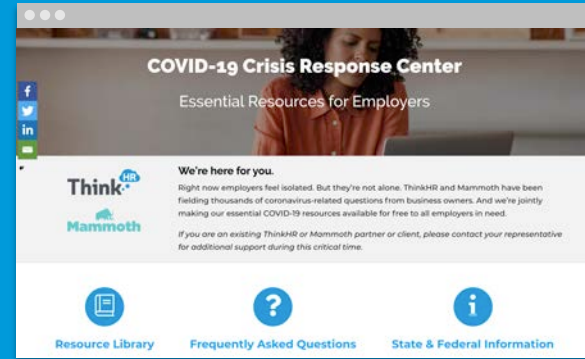 COVID-19 Crisis Response Center
Essential Resources for Employers
f
in
ThinkHR
Mammoth
We're here for you.
Right now employers feel isolated. But they're not alone. ThinkHR and Mammoth have been
fielding thousands of coronavirus-related questions from business owners. And we're jointly
making our essential COVID-19 resources available for free to all employers in need.
If you are an existing ThinkHR or Mammoth partner or client, please contact your representative
for additional support during this critical time.
?
i
Resource Library
Frequently Asked Questions
State & Federal Information